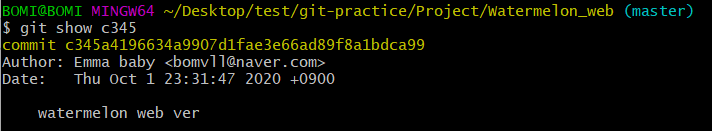 BOMI@BOMI MINGW64 ~/Desktop/test/git-practice/Project/Watermelon_web (master)
$ git show c345
commit c345a4196634a9907d1fae3e66ad89f8a1bdca99
Author: Emma baby <bomvll@naver.com>
Date:   Thu Oct 1 23:31:47 2020 +0900
    watermelon web ver